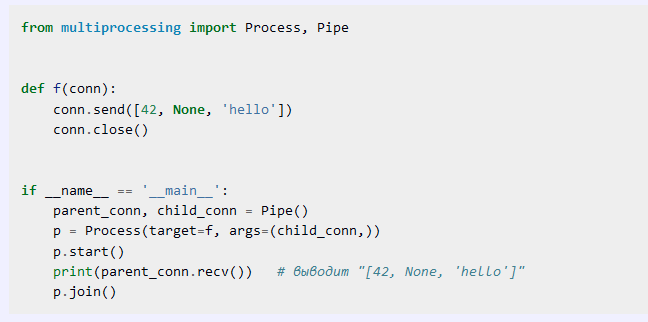 from multiprocessing import Process, Pipe
def f(conn):
    conn.send([42, None, 'hello'])
    conn.close()
if __name__ == '__main__':
    parent_conn, child_conn = Pipe()
    p = Process(target=f, args=(child_conn,))
    p.start()
    print(parent_conn.recv())   # выводит "[42, None, 'hello']"
    p.join()